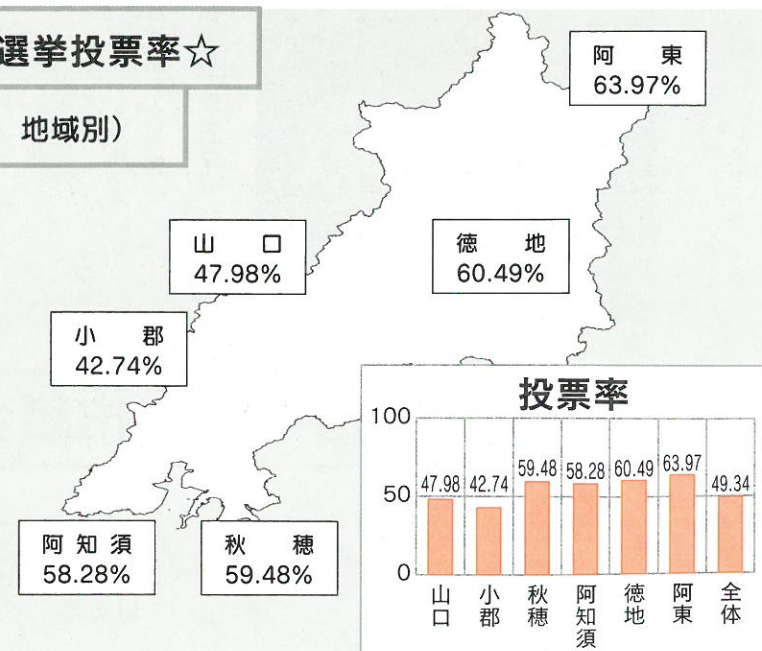 選挙投票率☆
地域別）
阿東
63.97%
山口
47.98%
徳地
60.49%
小郡
42.74%
阿知須
58.28%
秋穂
59.48%
投票率
100
50
0
47.98 42.74 59.48 58.28 60.49 63.97 49.34
山口 小郡 秋穂 阿知須 徳地 阿東 全体